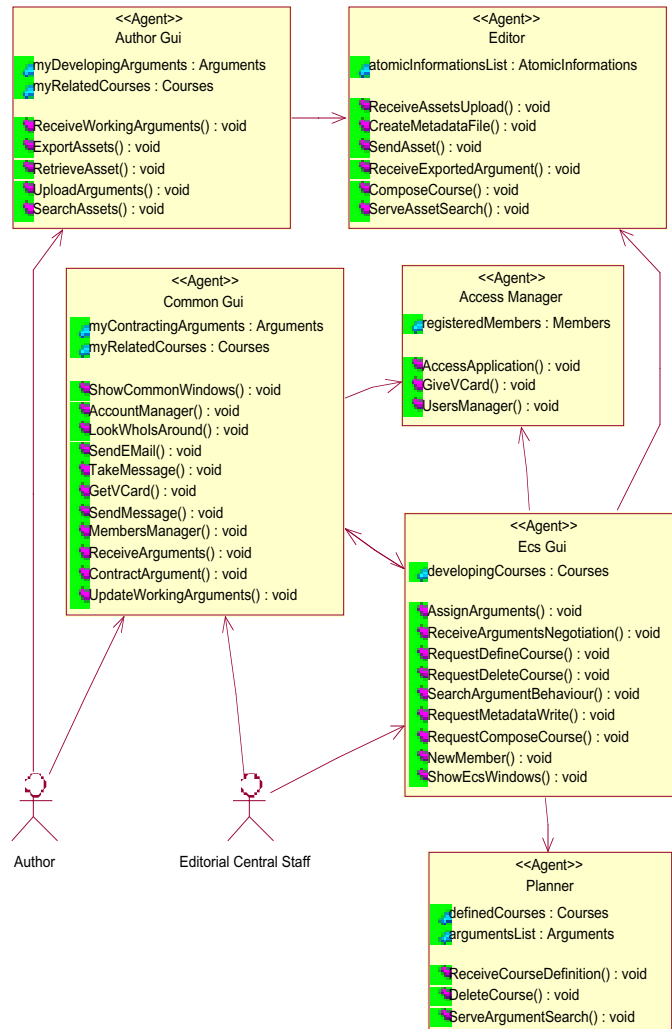 <<Agent>>
Author Gui
myDevelopingArguments : Arguments
myRelatedCourses : Courses
ReceiveWorkingArguments() : void
ExportAssets() : void
RetrieveAsset() : void
UploadArguments() : void
SearchAssets() : void
<<Agent>>
Editor
atomicInformationsList : AtomicInformations
ReceiveAssetsUpload() : void
CreateMetadataFile() : void
SendAsset() : void
ReceiveExportedArgument() : void
ComposeCourse() : void
ServeAssetSearch() : void
<<Agent>>
Common Gui
myContractingArguments : Arguments
myRelatedCourses : Courses
ShowCommonWindows() : void
AccountManager() : void
LookWhoIsAround() : void
SendEMail() : void
TakeMessage() : void
GetVCard() : void
SendMessage() : void
MembersManager() : void
ReceiveArguments() : void
ContractArgument() : void
UpdateWorkingArguments() : void
<<Agent>>
Access Manager
registeredMembers : Members
AccessApplication() : void
GiveVCard() : void
UsersManager() : void
<<Agent>>
Ecs Gui
developingCourses : Courses
AssignArguments() : void
ReceiveArgumentsNegotiation() : void
RequestDefineCourse() : void
RequestDeleteCourse() : void
SearchArgumentBehaviour() : void
RequestMetadataWrite() : void
RequestComposeCourse() : void
NewMember() : void
ShowEcsWindows() : void
Author
Editorial Central Staff
<<Agent>>
Planner
definedCourses : Courses
argumentsList : Arguments
ReceiveCourseDefinition() : void
DeleteCourse() : void
ServeArgumentSearch() : void